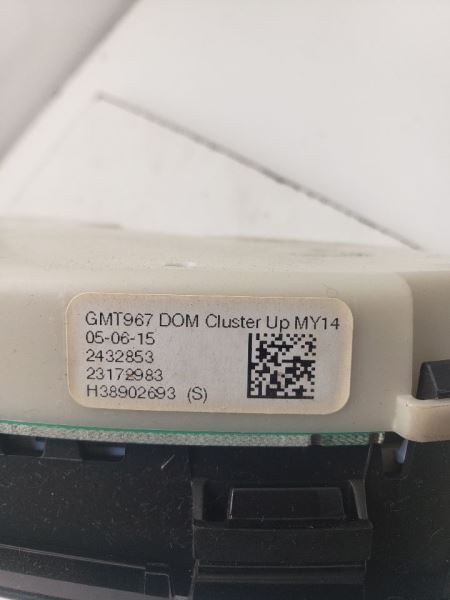 GMT967 DOM Cluster Up MY14
05-06-15
2432853
23172983
H38902693 (S)